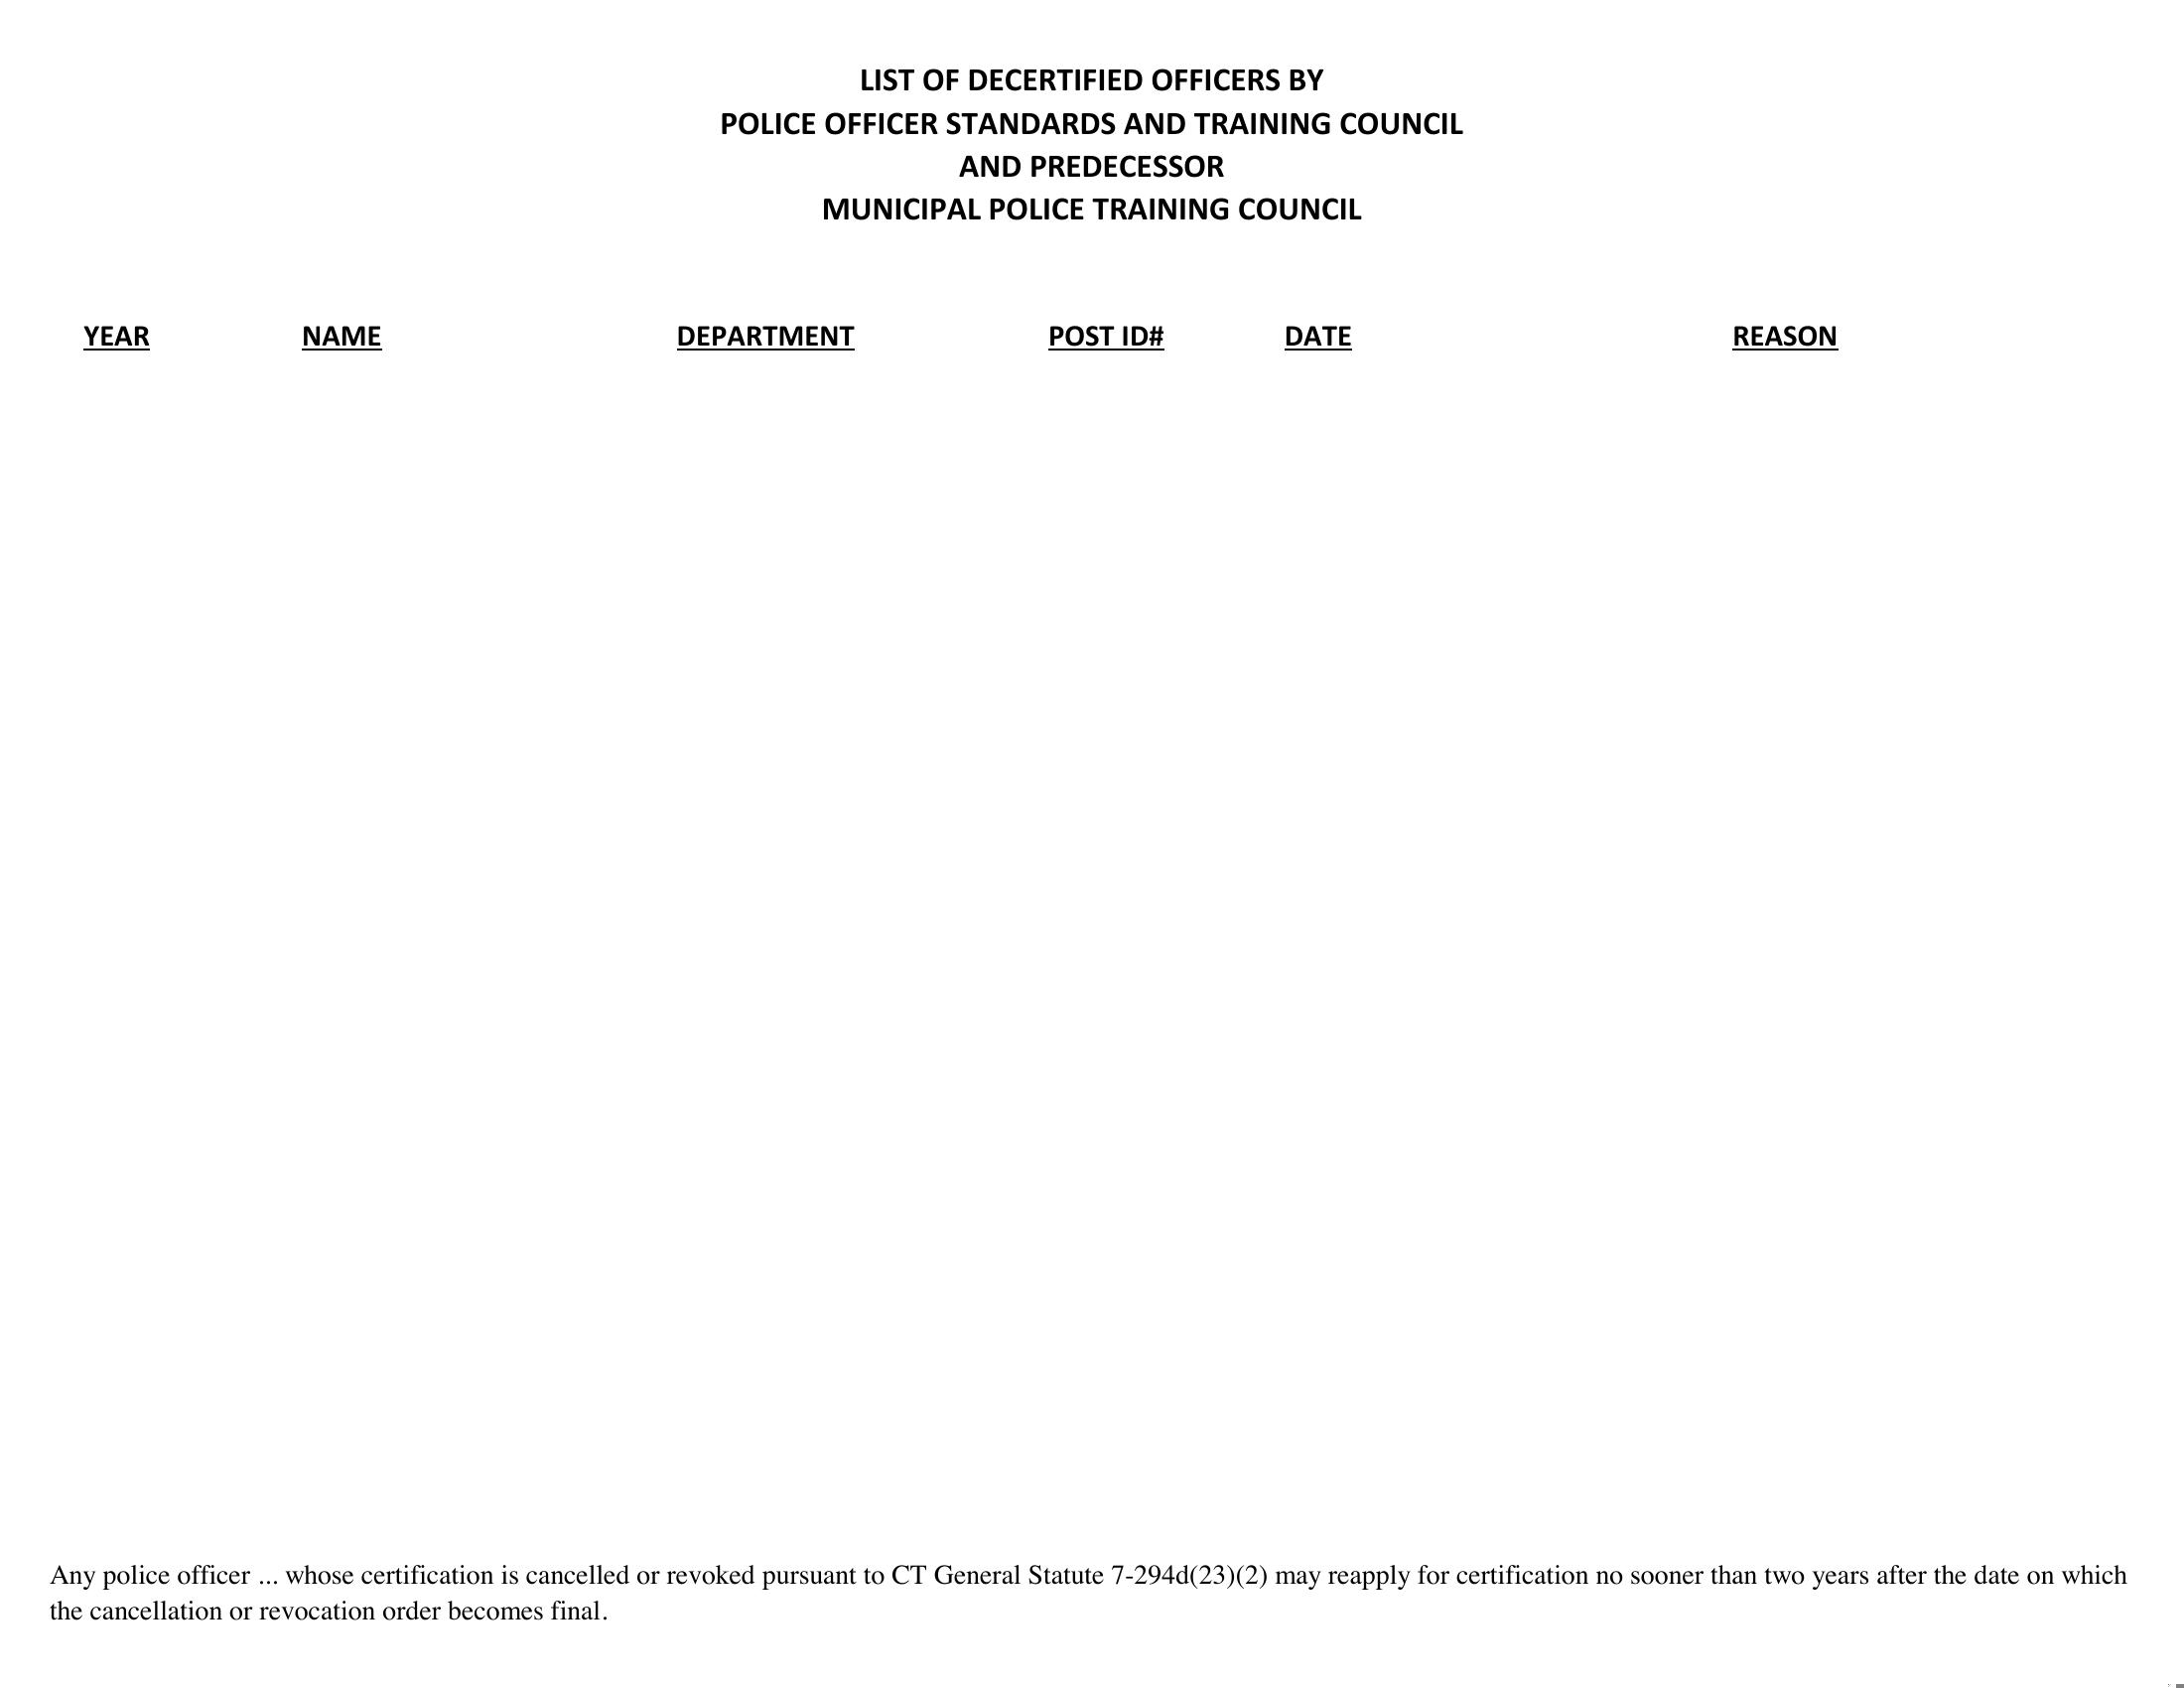 LIST OF DECERTIFIED OFFICERS BY
POLICE OFFICER STANDARDS AND TRAINING COUNCIL
AND PREDECESSOR
MUNICIPAL POLICE TRAINING COUNCIL
YEAR NAME DEPARTMENT POST ID# DATE REASON
Any police officer ... whose certification is cancelled or revoked pursuant to CT General Statute 7-294d(23)(2) may reapply for certification no sooner than two years after the date on which
the cancellation or revocation order becomes final.